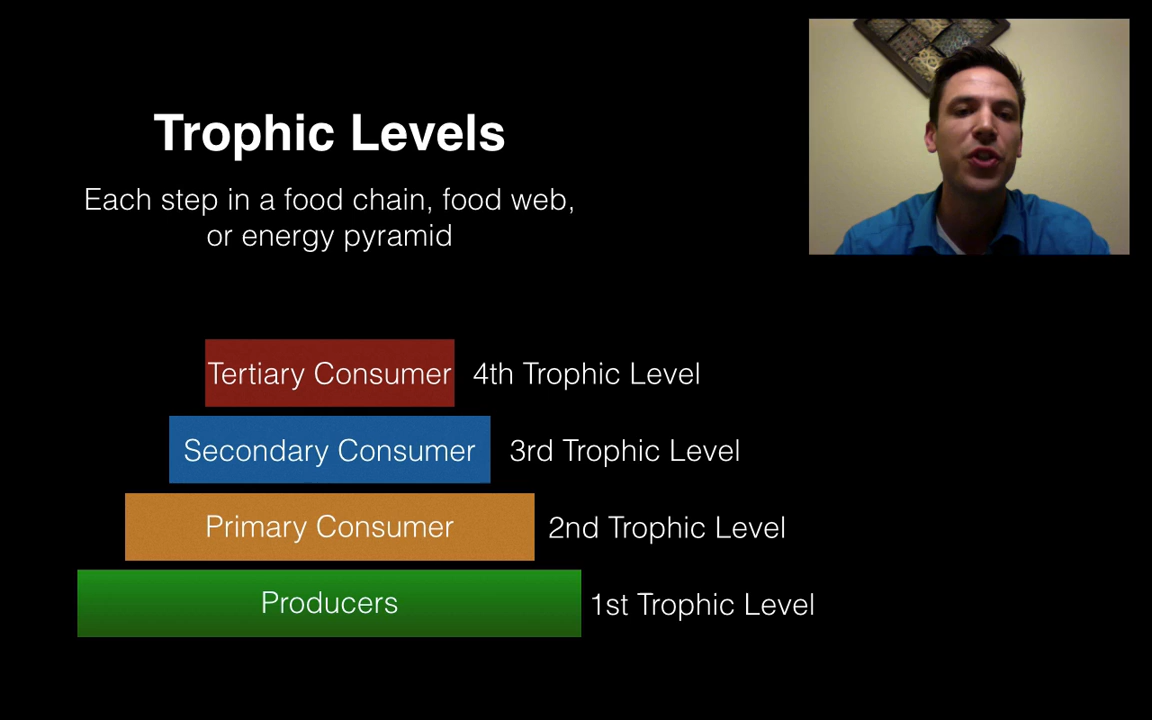 Trophic Levels
Each step in a food chain, food web,
or energy pyramid
Tertiary Consumer 4th Trophic Level
Secondary Consumer 3rd Trophic Level
Primary Consumer 2nd Trophic Level
Producers 1st Trophic Level